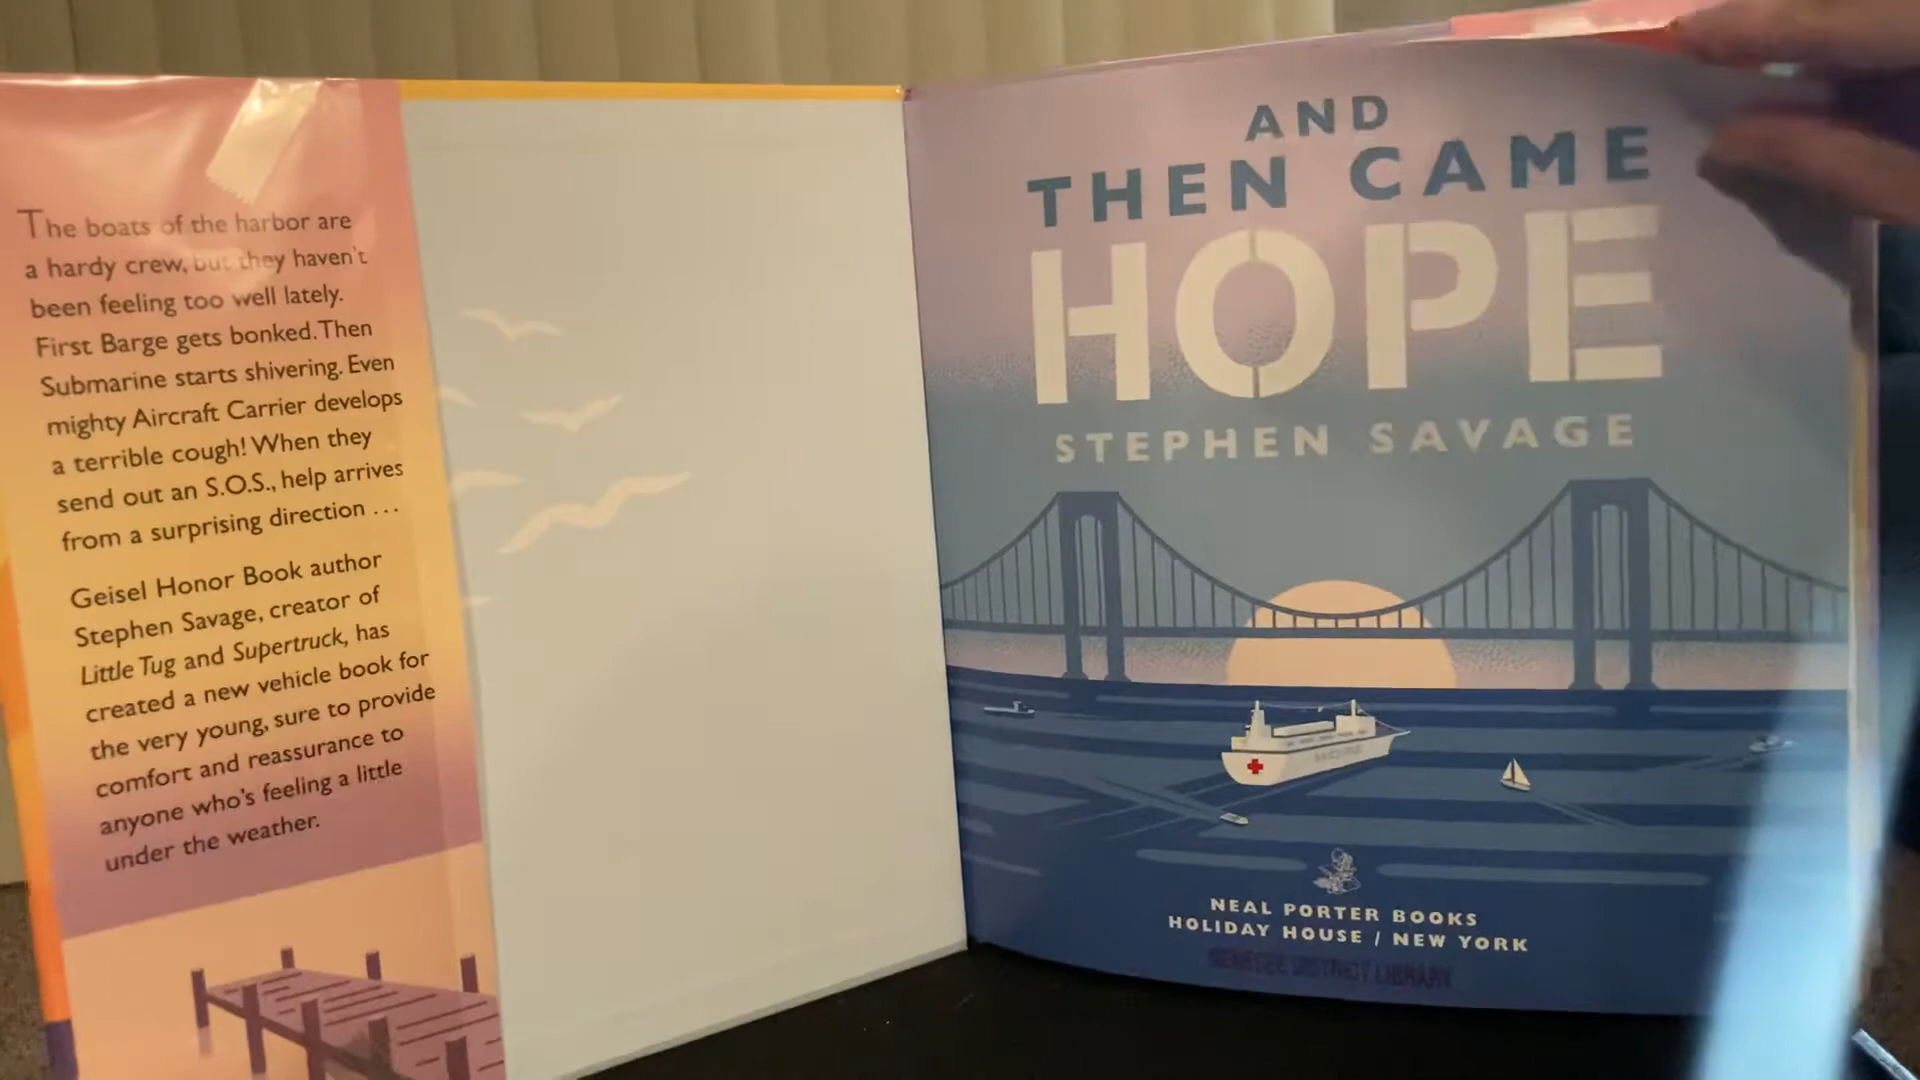 The boats of the harbor are
a hardy crew, but they haven't
been feeling too well lately.
First Barge gets bonked. Then
Submarine starts shivering. Even
mighty Aircraft Carrier develops
a terrible cough! When they
send out an S.O.S., help arrives
from a surprising direction ...
Geisel Honor Book author
Stephen Savage, creator of
Little Tug and Supertruck, has
created a new vehicle book for
the very young, sure to provide
comfort and reassurance to
anyone who's feeling a little
under the weather.
AND
THEN CAME
HOPE
STEPHEN SAVAGE
NEAL PORTER BOOKS
HOLIDAY HOUSE / NEW YORK
GENESEE DISTRICT LIBRARY